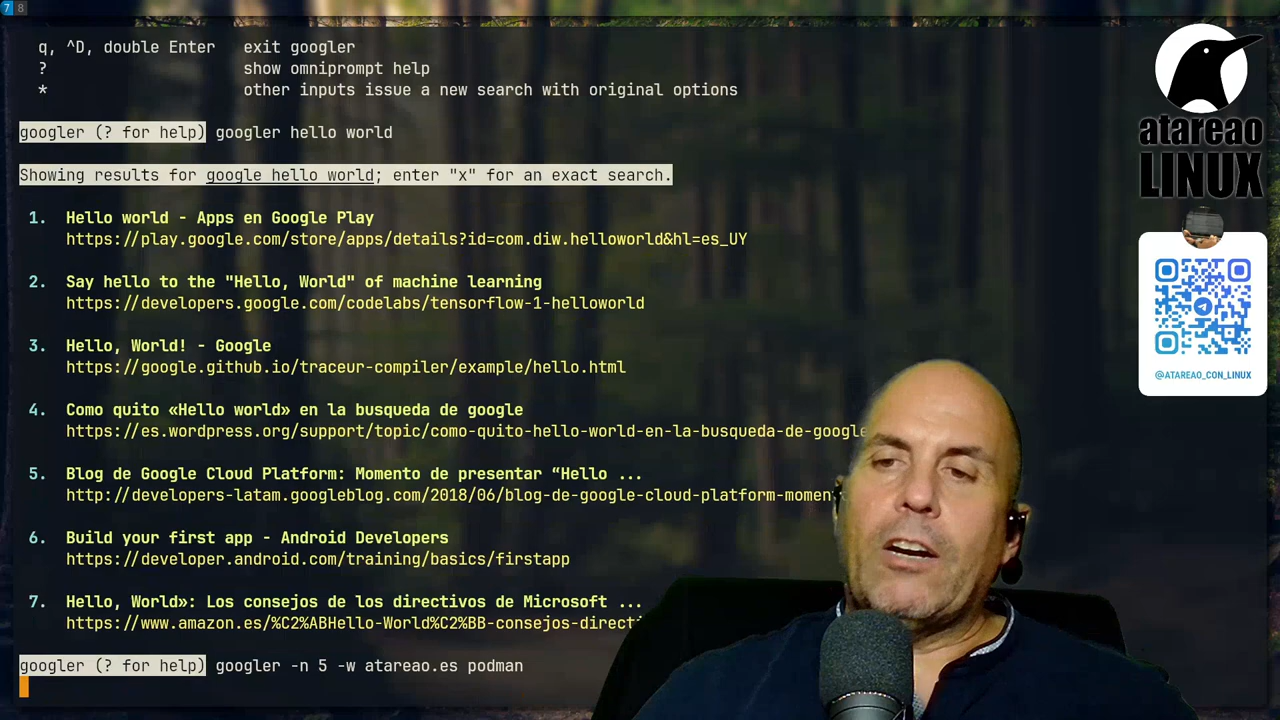 7 8
q, ^D, double Enter exit googler
? show omniprompt help
* other inputs issue a new search with original options
googler (? for help) googler hello world
Showing results for google hello world; enter "x" for an exact search.
1. Hello world - Apps en Google Play
https://play.google.com/store/apps/details?id=com.diw.helloworld&hl=es_UY
2. Say hello to the "Hello, World" of machine learning
https://developers.google.com/codelabs/tensorflow-1-helloworld
3. Hello, World! - Google
https://google.github.io/traceur-compiler/example/hello.html
4. Como quito «Hello world» en la busqueda de google
https://es.wordpress.org/support/topic/como-quito-hello-world-en-la-busqueda-de-google
5. Blog de Google Cloud Platform: Momento de presentar “Hello ...
http://developers-latam.googleblog.com/2018/06/blog-de-google-cloud-platform-momen
6. Build your first app - Android Developers
https://developer.android.com/training/basics/firstapp
7. Hello, World»: Los consejos de los directivos de Microsoft ...
https://www.amazon.es/%C2%ABHello-World%C2%BB-consejos-directi
googler (? for help) googler -n 5 -w atareao.es podman
atareao
LINUX
@ATAREAO_CON_LINUX